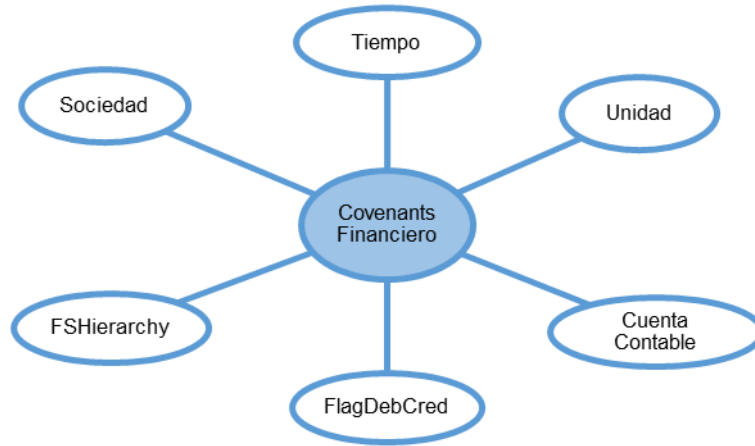 Tiempo
Sociedad
Unidad
Covenants
Financiero
FSHierarchy
Cuenta
Contable
FlagDebCred